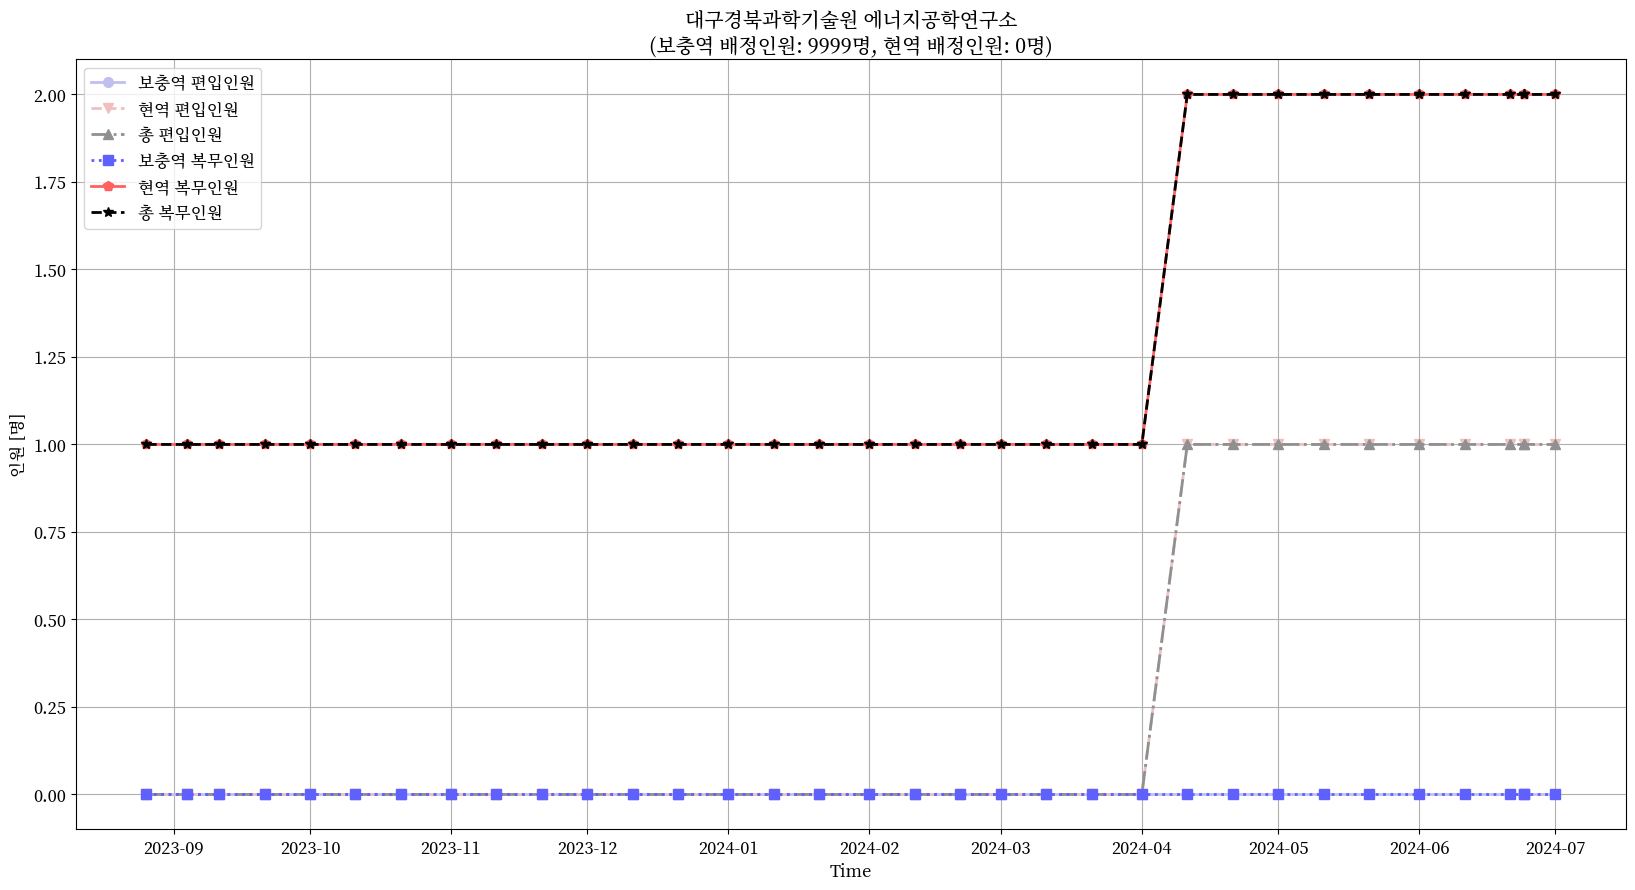 대구경북과학기술원 에너지공학연구소
(보충역 배정인원: 9999명, 현역 배정인원: 0명)
보충역 편입인원
현역 편입인원
총 편입인원
보충역 복무인원
현역 복무인원
총 복무인원
인원 [명]
2.00
1.75
1.50
1.25
1.00
0.75
0.50
0.25
0.00
2023-09 2023-10 2023-11 2023-12 2024-01 2024-02 2024-03 2024-04 2024-05 2024-06 2024-07
Time